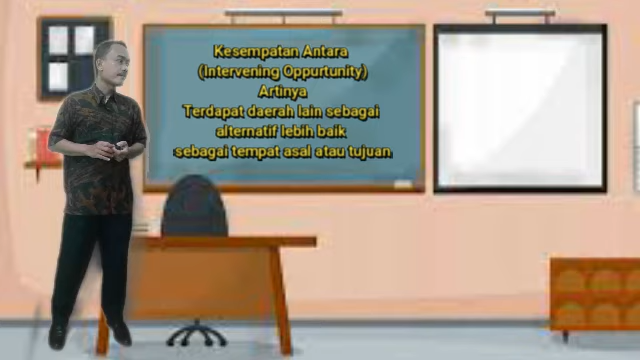 Kesempatan Antara
(Intervening Oppurtunity)
Artinya
Terdapat daerah lain sebagai
alternatif lebih baik
sebagai tempat asal atau tujuan